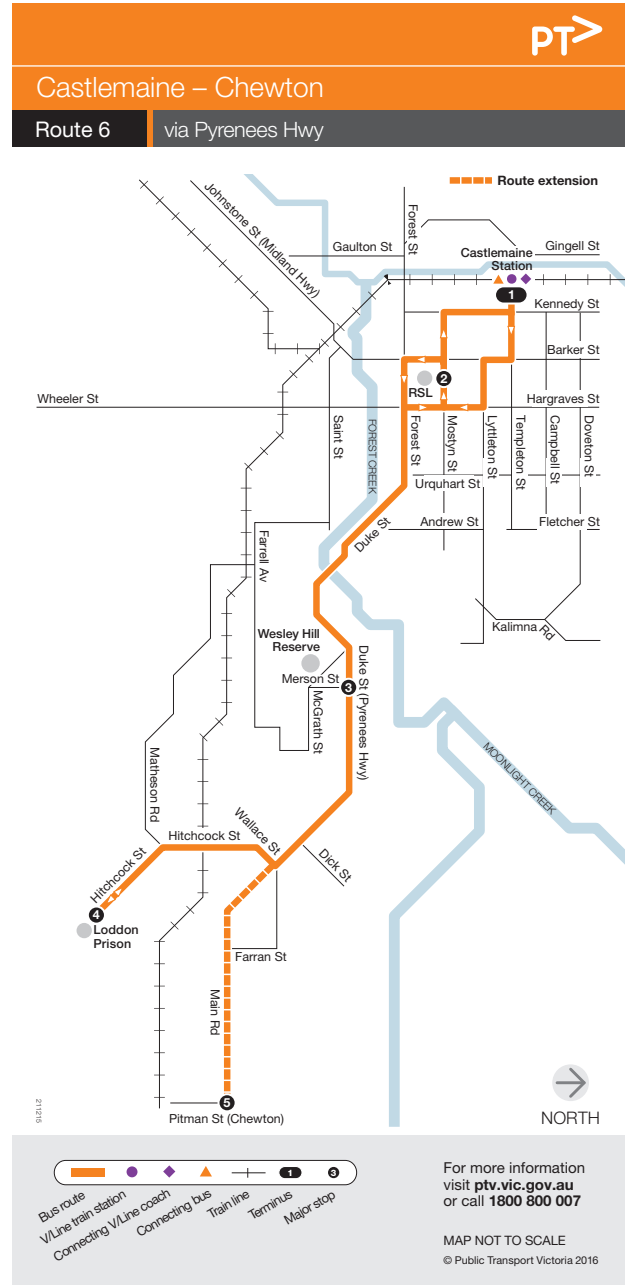 PT>
Castlemaine – Chewton
Route 6
via Pyrenees Hwy
Route extension
Johnstone St (Midland Hwy)
Forest St
Gaulton St
Castlemaine
Station
Gingell St
1
Kennedy St
Barker St
2
RSL
Wheeler St
Hargraves St
Saint St
FOREST CREEK
Forest St
Mostyn St
Lyttleton St
Templeton St
Campbell St
Doveton St
Urquhart St
Duke St
Andrew St
Fletcher St
Farrell Av
Kalimna Rd
Wesley Hill
Reserve
Merson St
3
McGrath St
Duke St (Pyrenees Hwy)
MOONLIGHT CREEK
Matheson Rd
Wallace St
Hitchcock St
Dick St
Hitchcock St
4
Loddon
Prison
Farran St
Main Rd
5
Pitman St (Chewton)
211215
NORTH
Bus route
V/Line train station
Connecting V/Line coach
Connecting bus
Train line
1
Terminus
3
Major stop
For more information
visit ptv.vic.gov.au
or call 1800 800 007
MAP NOT TO SCALE
© Public Transport Victoria 2016